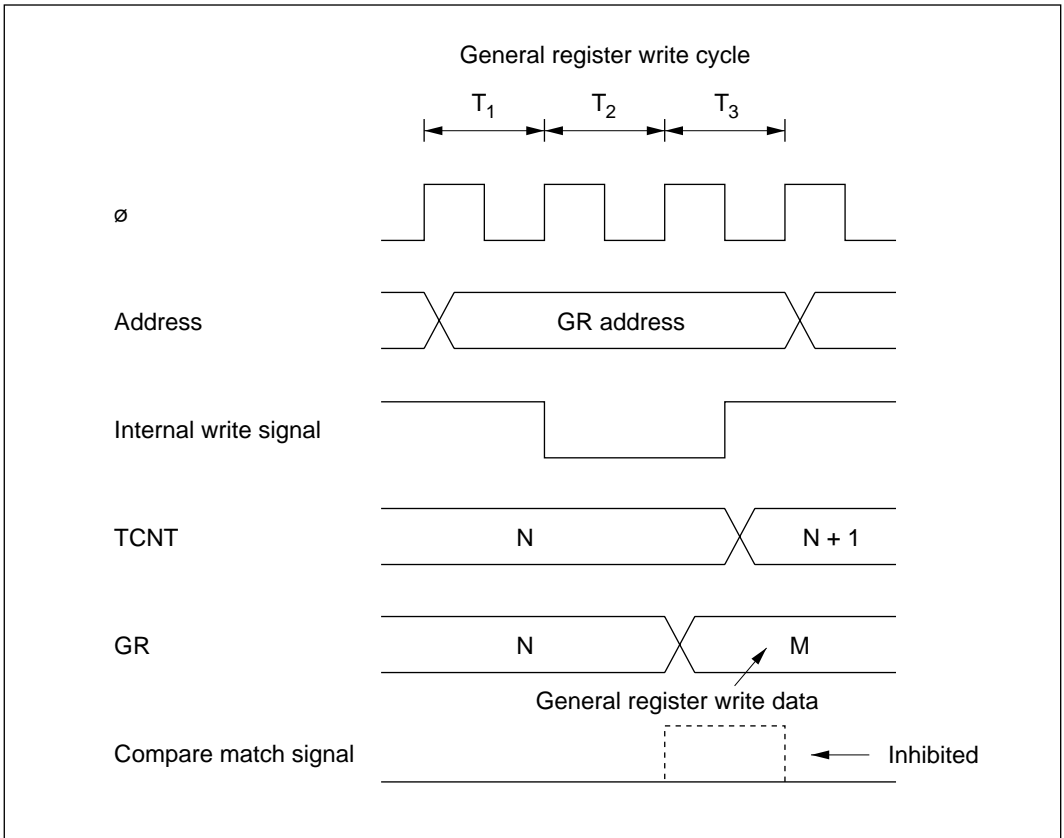 General register write cycle
T1 T2 T3
ø
Address GR address
Internal write signal
TCNT N N + 1
GR N M
General register write data
Compare match signal Inhibited